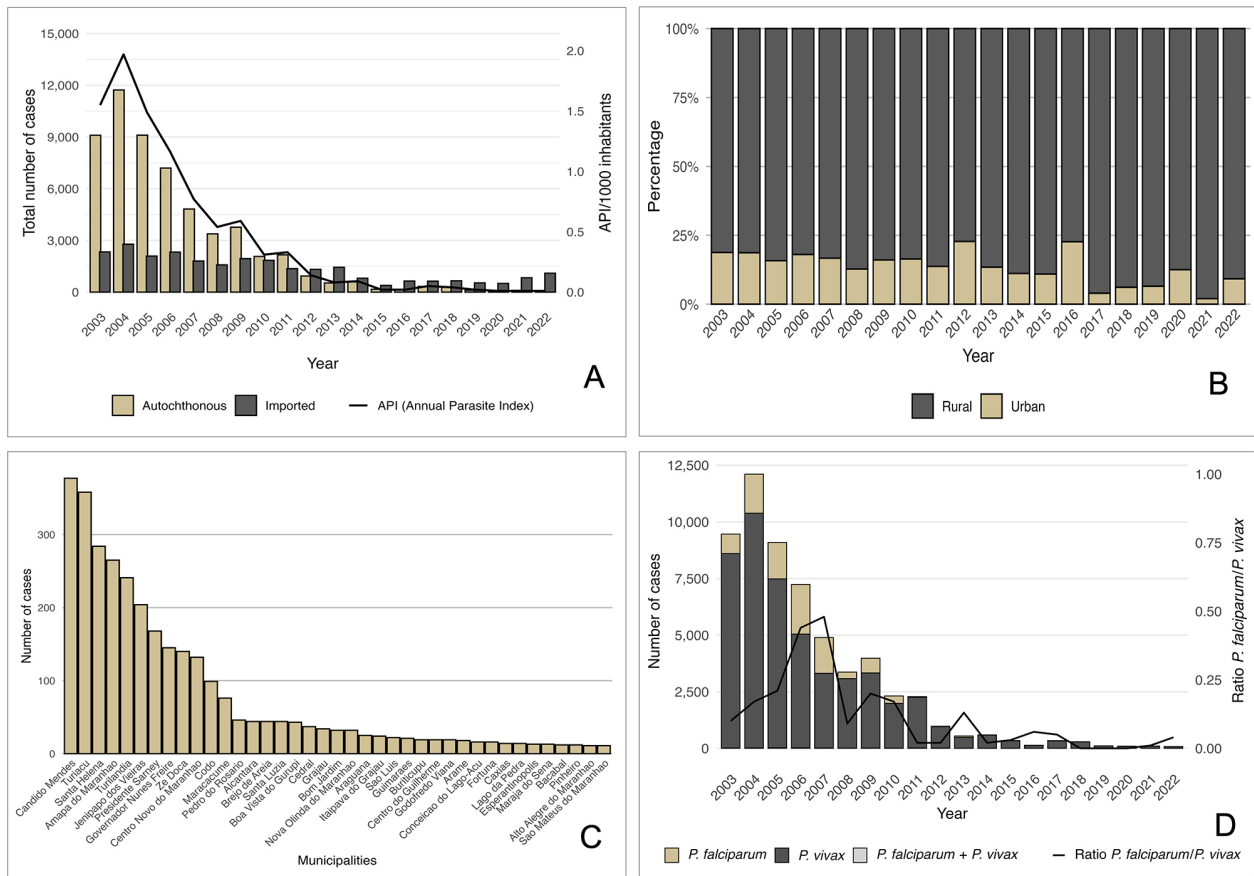 15,000
12,000
9,000
6,000
3,000
0
Total number of cases
2.0
1.5
1.0
0.5
0.0
API/1000 inhabitants
2003 2004 2005 2006 2007 2008 2009 2010 2011 2012 2013 2014 2015 2016 2017 2018 2019 2020 2021 2022
Year
A
Autochthonous Imported API (Annual Parasite Index)
100%
75%
50%
25%
0%
Percentage
2003 2004 2005 2006 2007 2008 2009 2010 2011 2012 2013 2014 2015 2016 2017 2018 2019 2020 2021 2022
Year
B
Rural Urban
300
200
100
0
Number of cases
Candido Mendes
Turiacu
Santa Helena
Amapa do Maranhao
Turilandia
Jenipapo dos Vieiras
Presidente Sarney
Governador Nunes Freire
Ze Doca
Centro Novo do Maranhao
Codo
Maracacume
Pedro do Rosario
Alcantara
Brejo de Areia
Santa Luzia
Boa Vista do Gurupi
Cedral
Grajau
Bom Jardim
Nova Olinda do Maranhao
Araguana
Itaipava do Grajau
Sao Luis
Guimaraes
Buriticupu
Centro do Guilherme
Godofredo Viana
Arame
Conceicao do Lago-Acu
Fortuna
Caxias
Lago da Pedra
Esperantinopolis
Maraja do Sena
Bacabal
Pinheiro
Alto Alegre do Maranhao
Sao Mateus do Maranhao
Municipalities
C
12,500
10,000
7,500
5,000
2,500
0
Number of cases
1.00
0.75
0.50
0.25
0.00
Ratio P. falciparum/P. vivax
2003 2004 2005 2006 2007 2008 2009 2010 2011 2012 2013 2014 2015 2016 2017 2018 2019 2020 2021 2022
Year
D
P. falciparum P. vivax P. falciparum + P. vivax Ratio P. falciparum/P. vivax